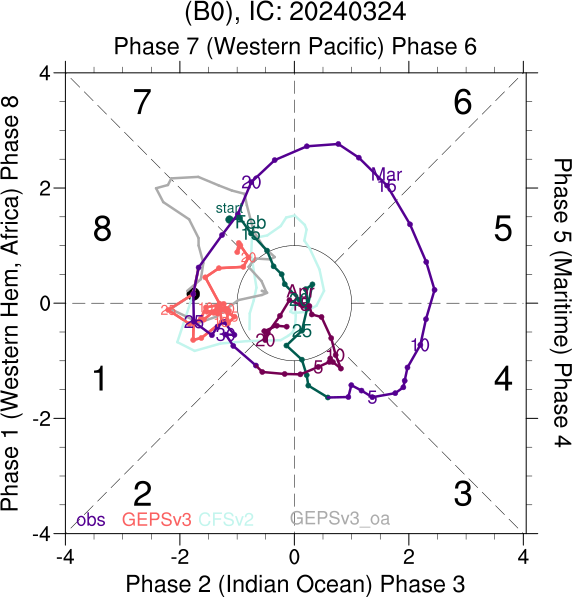 (B0), IC: 20240324
Phase 7 (Western Pacific) Phase 6
4
7
6
20
Mar
15
2
start
Feb
15
8
5
20
Apr
0
25
25
20
10
10
5
5
1
4
-2
2
3
obs GEPSv3 CFSv2 GEPSv3_oa
-4
-4 -2 0 2 4
Phase 2 (Indian Ocean) Phase 3
Phase 1 (Western Hem, Africa) Phase 8
Phase 5 (Maritime) Phase 4